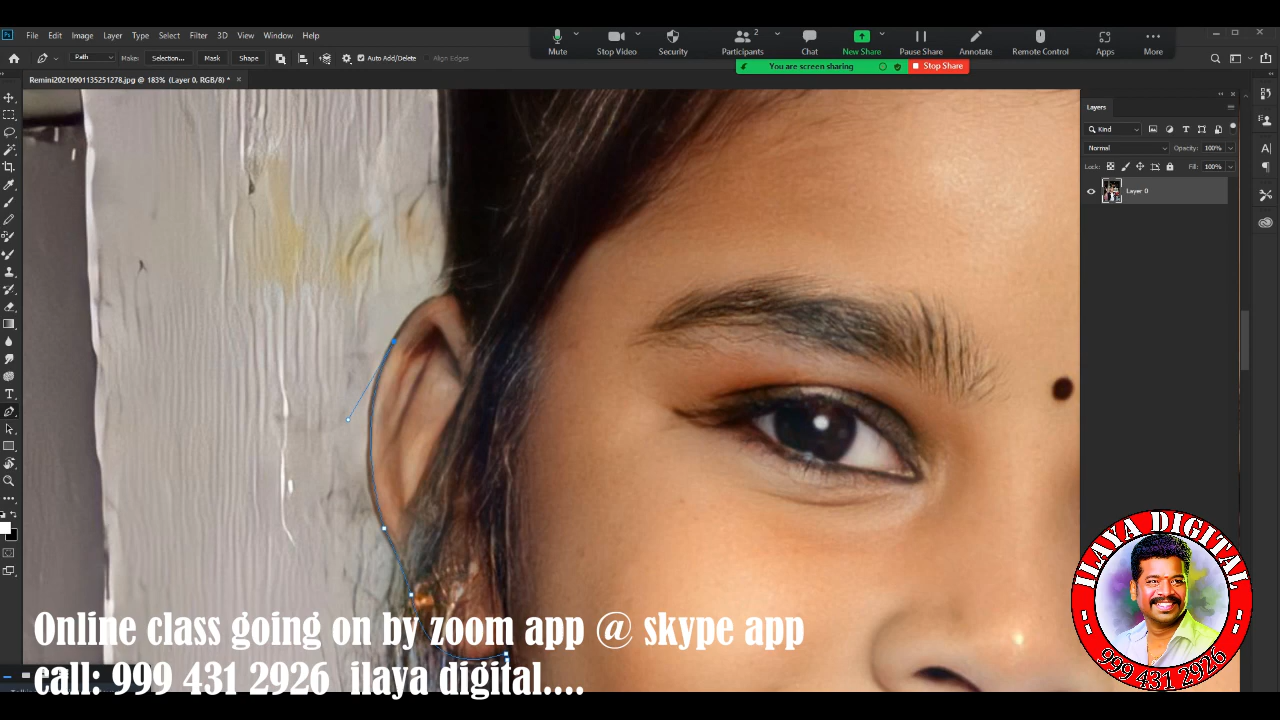 File Edit Image Layer Type Select Filter 3D View Window Help
Mute Stop Video Security Participants 2 Chat New Share Pause Share Annotate Remote Control Apps More
You are screen sharing Stop Share
Path Make: Selection... Mask Shape Auto Add/Delete Align Edges
Remini20210901135251278.jpg @ 183% (Layer 0, RGB/8) *
Layers
Kind
Normal Opacity: 100%
Lock: Fill: 100%
Layer 0
ILAYA DIGITAL
999 431 2926
Online class going on by zoom app @ skype app
call: 999 431 2926 ilaya digital....